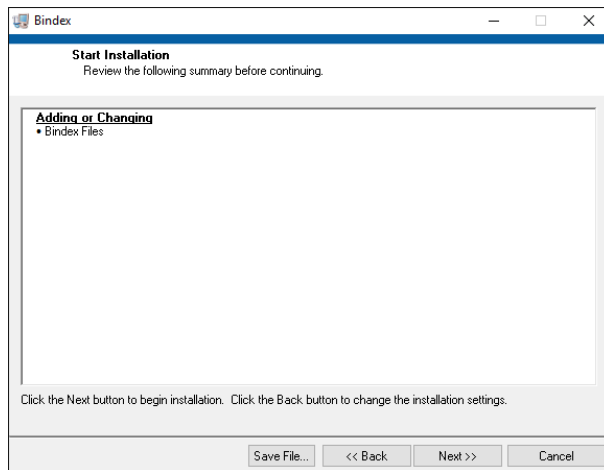 Bindex
Start Installation
Review the following summary before continuing.
Adding or Changing
• Bindex Files
Click the Next button to begin installation. Click the Back button to change the installation settings.
Save File... << Back Next >> Cancel